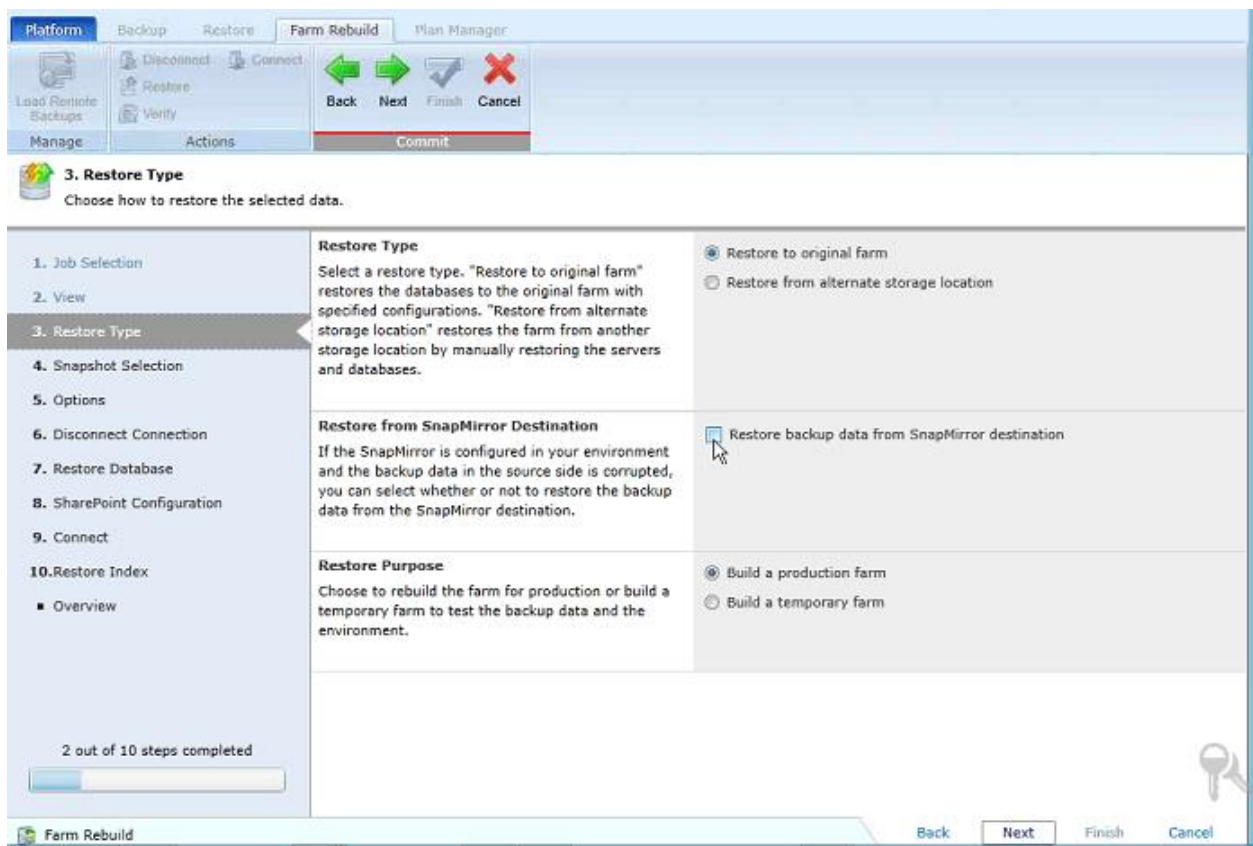 Platform Backup Restore Farm Rebuild Plan Manager
Disconnect Connect
Load Remote Backups
Restore
Verify
Back Next Finish Cancel
Manage Actions Commit
3. Restore Type
Choose how to restore the selected data.
1. Job Selection
2. View
3. Restore Type
4. Snapshot Selection
5. Options
6. Disconnect Connection
7. Restore Database
8. SharePoint Configuration
9. Connect
10.Restore Index
Overview
2 out of 10 steps completed
Restore Type
Select a restore type. "Restore to original farm"
restores the databases to the original farm with
specified configurations. "Restore from alternate
storage location" restores the farm from another
storage location by manually restoring the servers
and databases.
Restore to original farm
Restore from alternate storage location
Restore from SnapMirror Destination
If the SnapMirror is configured in your environment
and the backup data in the source side is corrupted,
you can select whether or not to restore the backup
data from the SnapMirror destination.
Restore backup data from SnapMirror destination
Restore Purpose
Choose to rebuild the farm for production or build a
temporary farm to test the backup data and the
environment.
Build a production farm
Build a temporary farm
Farm Rebuild
Back Next Finish Cancel